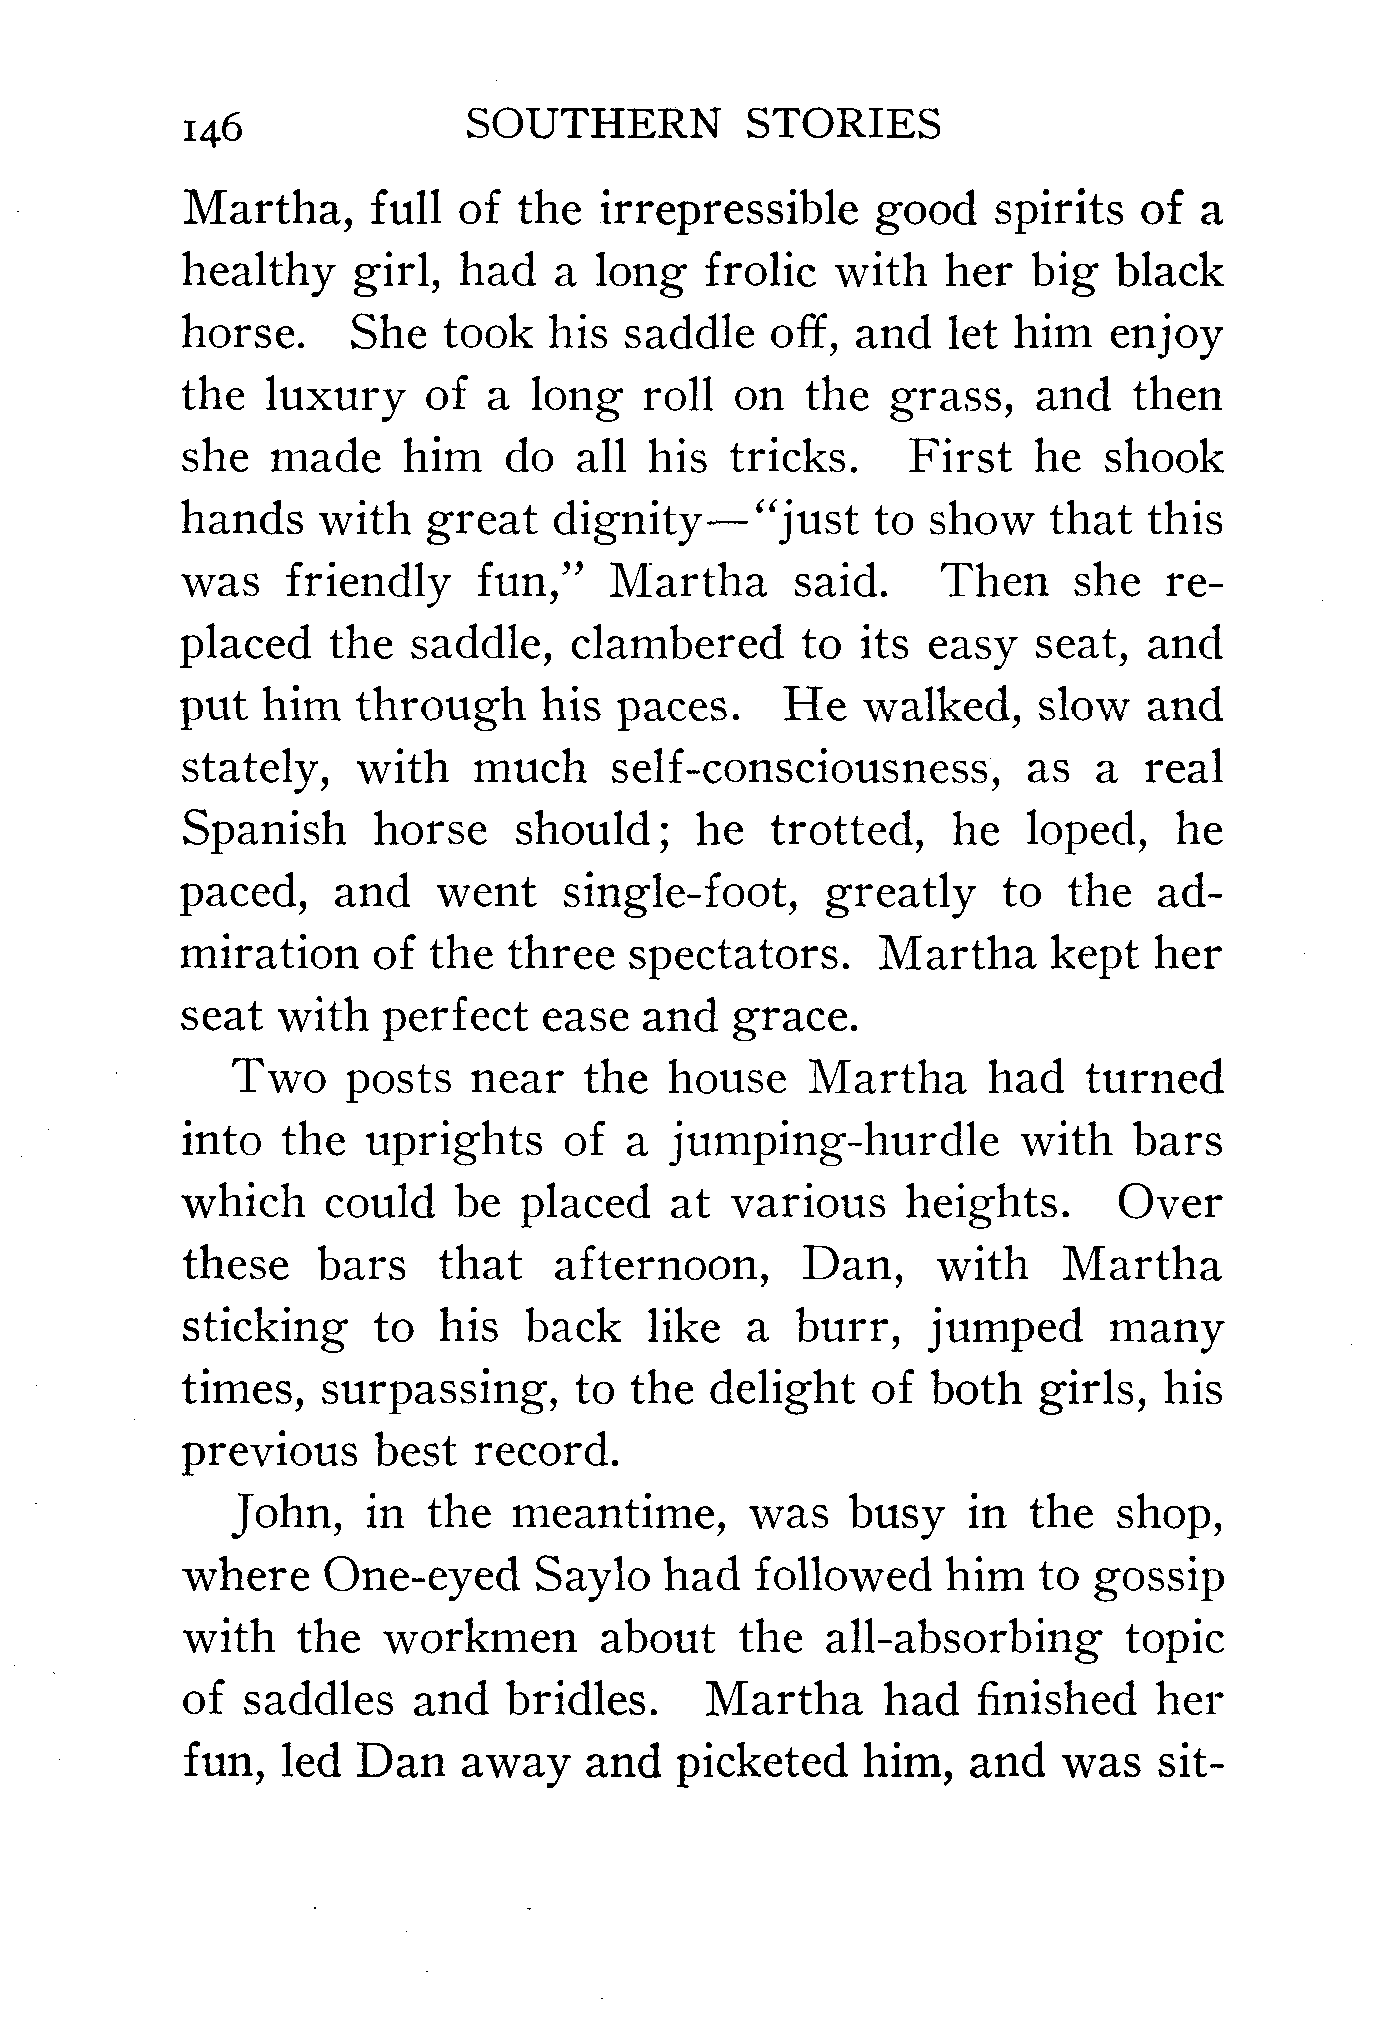 146 SOUTHERN STORIES
Martha, full of the irrepressible good spirits of a
healthy girl, had a long frolic with her big black
horse. She took his saddle off, and let him enjoy
the luxury of a long roll on the grass, and then
she made him do all his tricks. First he shook
hands with great dignity—“just to show that this
was friendly fun,” Martha said. Then she re-
placed the saddle, clambered to its easy seat, and
put him through his paces. He walked, slow and
stately, with much self-consciousness, as a real
Spanish horse should; he trotted, he loped, he
paced, and went single-foot, greatly to the ad-
miration of the three spectators. Martha kept her
seat with perfect ease and grace.
Two posts near the house Martha had turned
into the uprights of a jumping-hurdle with bars
which could be placed at various heights. Over
these bars that afternoon, Dan, with Martha
sticking to his back like a burr, jumped many
times, surpassing, to the delight of both girls, his
previous best record.
John, in the meantime, was busy in the shop,
where One-eyed Saylo had followed him to gossip
with the workmen about the all-absorbing topic
of saddles and bridles. Martha had finished her
fun, led Dan away and picketed him, and was sit-